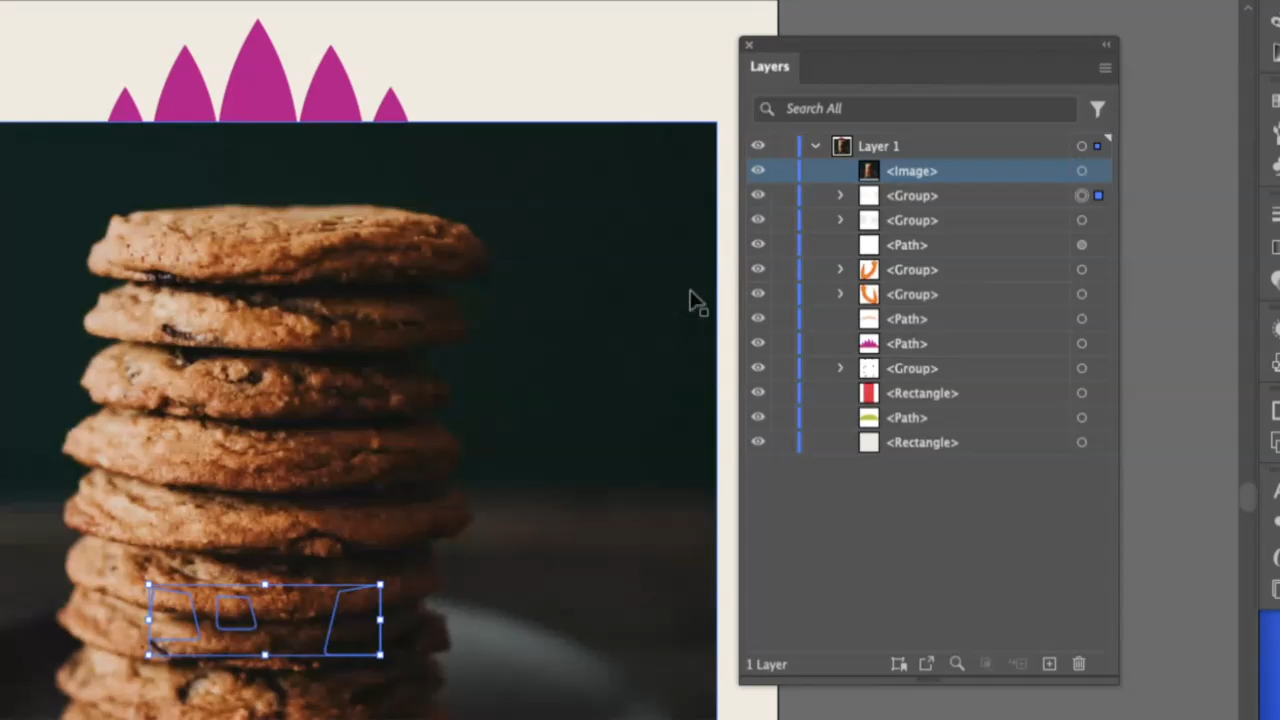 Layers
Search All
Layer 1
<Image>
<Group>
<Group>
<Path>
<Group>
<Group>
<Path>
<Path>
<Group>
<Rectangle>
<Path>
<Rectangle>
1 Layer